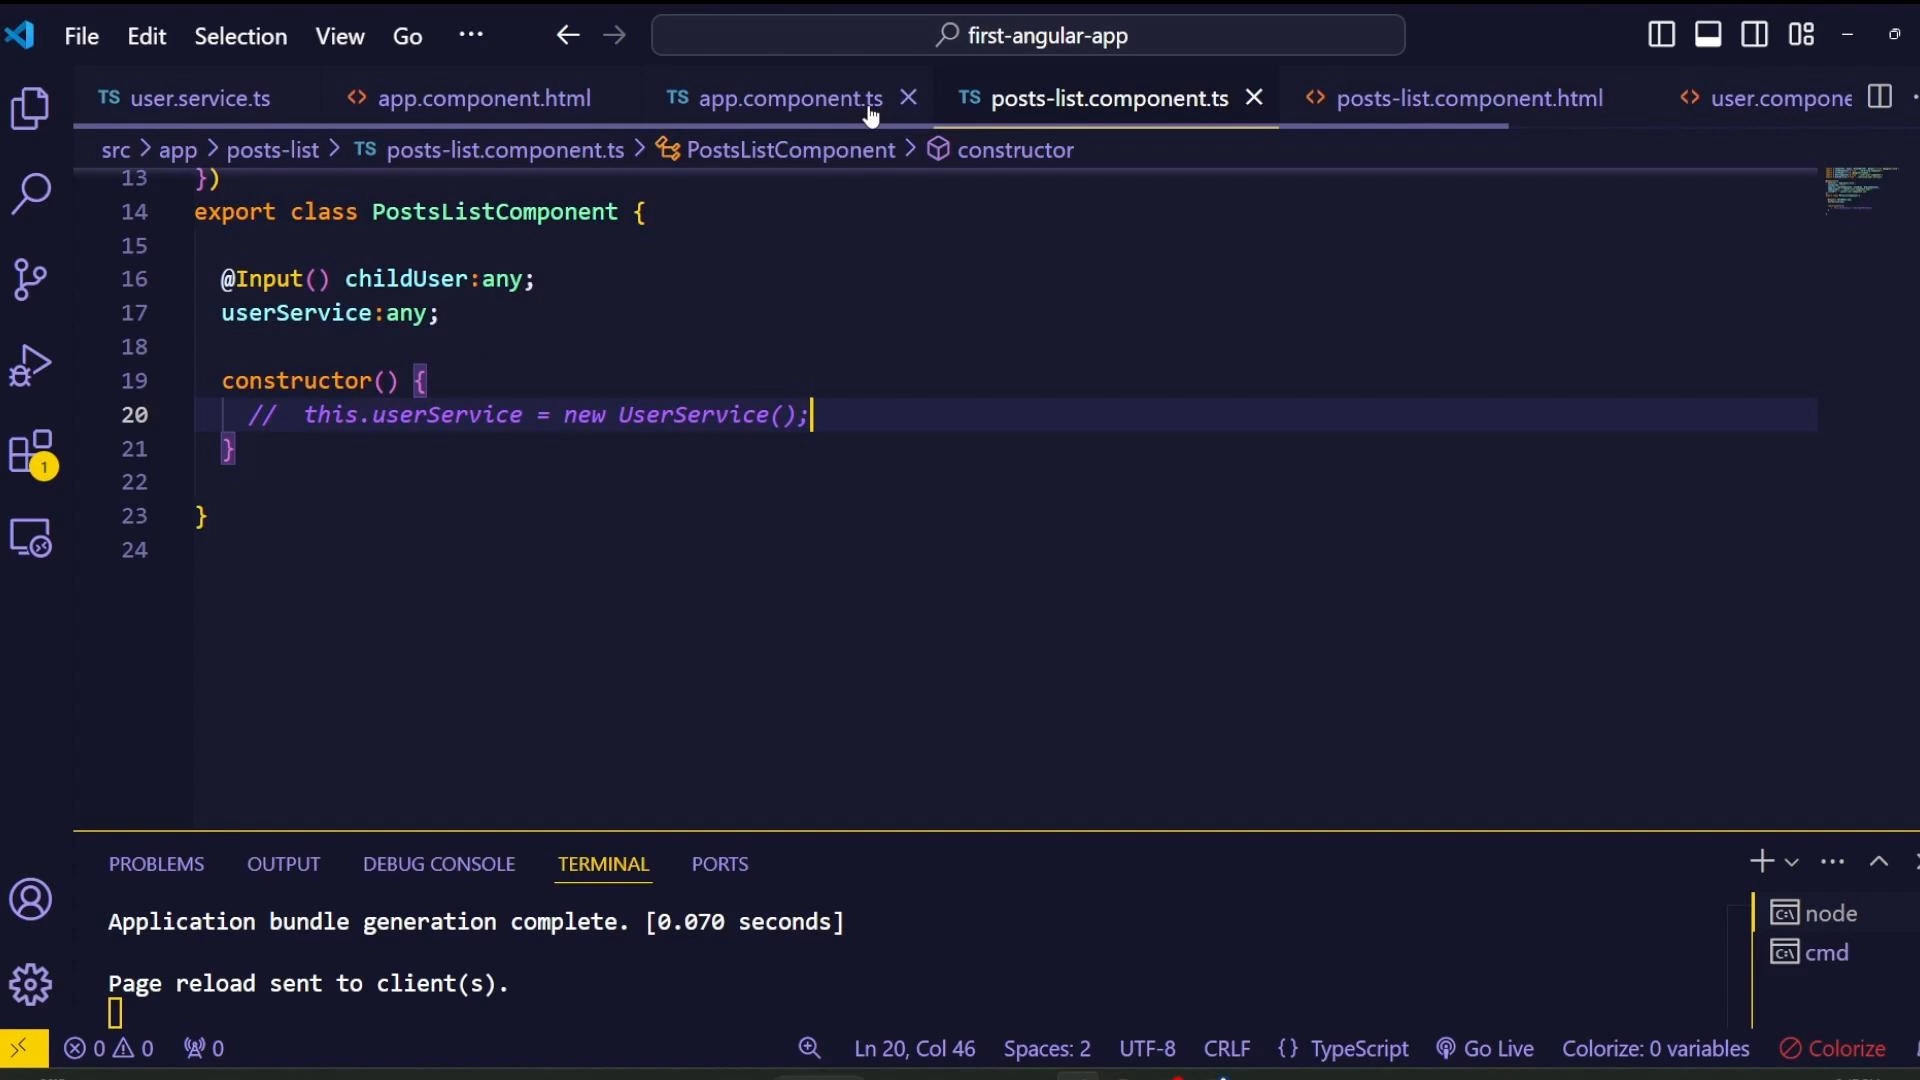 File Edit Selection View Go ···
first-angular-app
TS user.service.ts <> app.component.html TS app.component.ts TS posts-list.component.ts <> posts-list.component.html <> user.compone
src > app > posts-list > TS posts-list.component.ts > PostsListComponent > constructor
13 })
14 export class PostsListComponent {
15
16 @Input() childUser:any;
17 userService:any;
18
19 constructor() {
20 //  this.userService = new UserService();
21 }
22
23 }
24
1
PROBLEMS OUTPUT DEBUG CONSOLE TERMINAL PORTS
Application bundle generation complete. [0.070 seconds]
Page reload sent to client(s).
node
cmd
0 0 0 Ln 20, Col 46 Spaces: 2 UTF-8 CRLF {} TypeScript Go Live Colorize: 0 variables Colorize